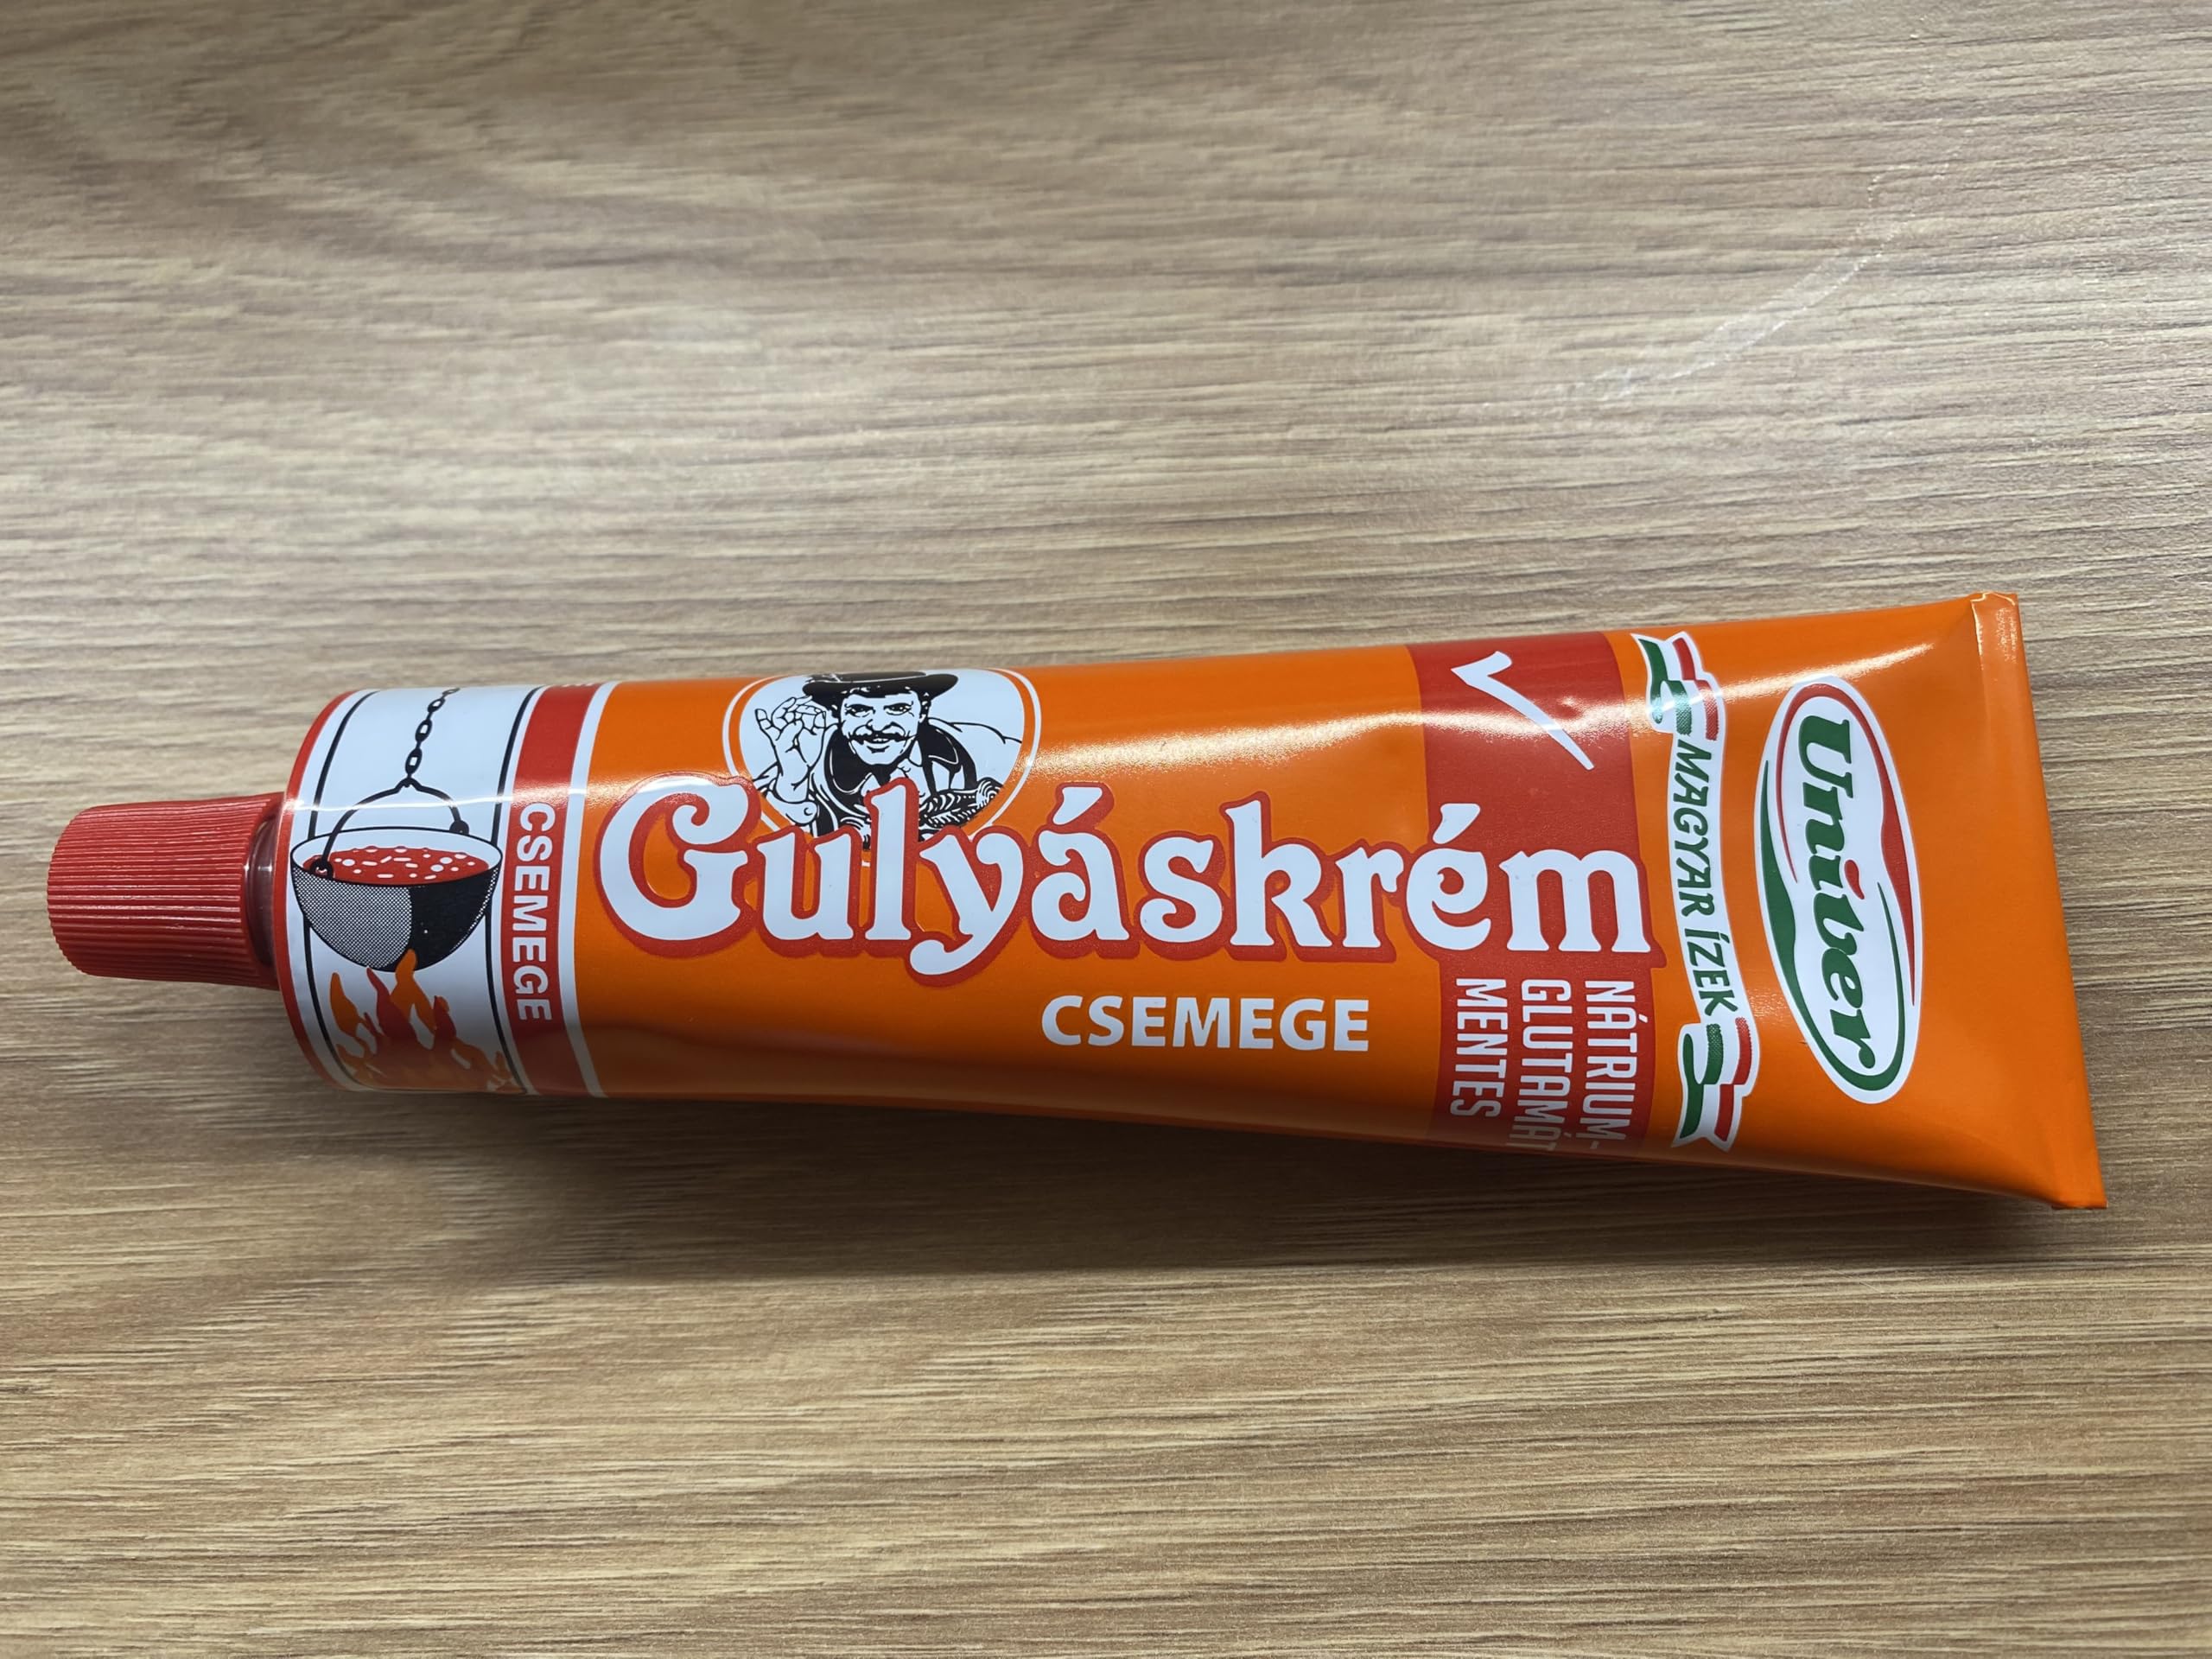 CSEMEGE
Gulyáskrém
CSEMEGE
NÁTRIUM-
GLUTAMÁT
MENTES
MAGYAR ÍZEK
Univer